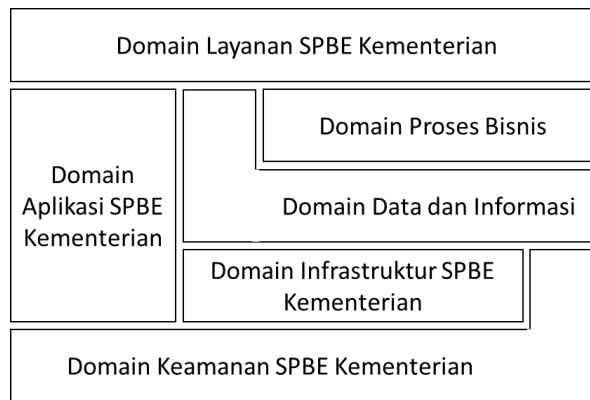 Domain Layanan SPBE Kementerian
Domain Proses Bisnis
Domain
Aplikasi SPBE
Kementerian
Domain Data dan Informasi
Domain Infrastruktur SPBE
Kementerian
Domain Keamanan SPBE Kementerian